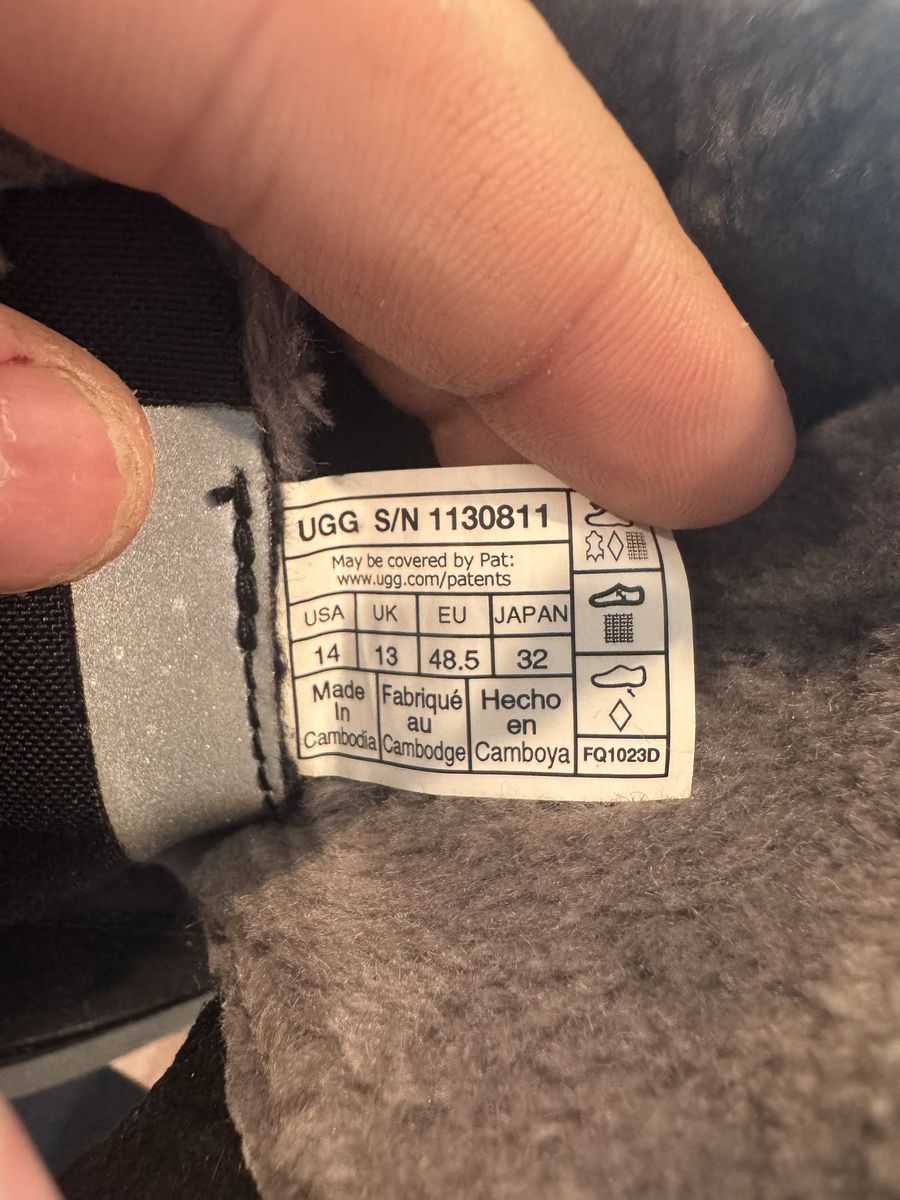 UGG S/N 1130811
May be covered by Pat:
www.ugg.com/patents
USA UK EU JAPAN
14 13 48.5 32
Made In Cambodia
Fabriqué au Cambodge
Hecho en Camboya
FQ1023D